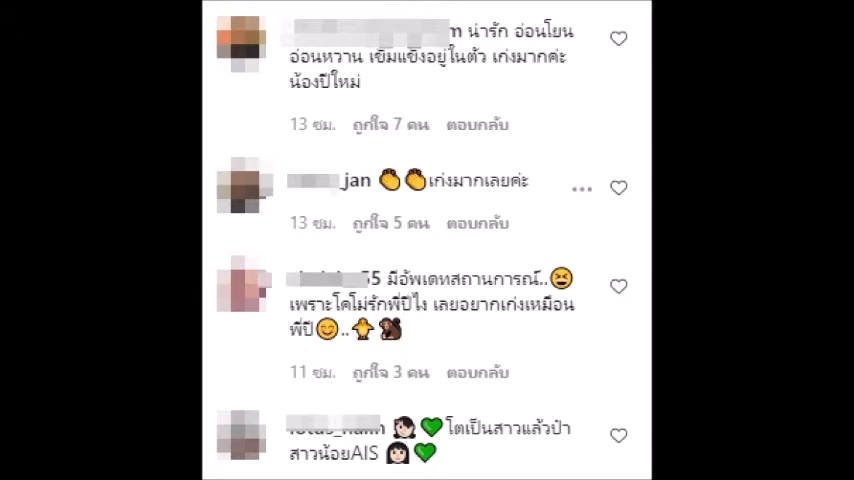 m น่ารัก อ่อนโยน
อ่อนหวาน เข้มแข็งอยู่ในตัว เก่งมากค่ะ
น้องปีใหม่
13 ชม. ถูกใจ 7 คน ตอบกลับ
_jan 👏👏เก่งมากเลยค่ะ
13 ชม. ถูกใจ 5 คน ตอบกลับ
55 มีอัพเดทสถานการณ์..😆
เพราะโคโม่รักพี่ปีไง เลยอยากเก่งเหมือน
พี่ปี😊..🐥🐒
11 ชม. ถูกใจ 3 คน ตอบกลับ
👧🏻💚โตเป็นสาวแล้วป๋า
สาวน้อยAIS 👩🏻💚